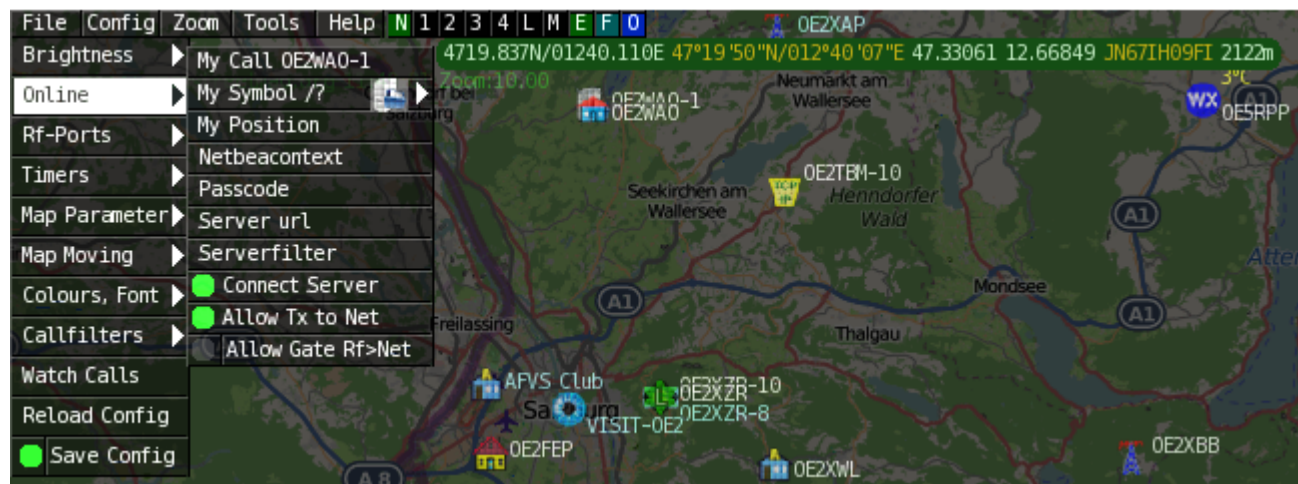 File Config Zoom Tools Help N 1 2 3 4 L M E F O
OE2XAP
4719.837N/01240.110E 47°19'50"N/012°40'07"E 47.33061 12.66849 JN67IH09FI 2122m
Zoom:10.00
Brightness
Online
Rf-Ports
Timers
Map Parameter
Map Moving
Colours, Font
Callfilters
Watch Calls
Reload Config
Save Config
My Call OE2WAO-1
My Symbol /?
My Position
Netbeacontext
Passcode
Server url
Serverfilter
Connect Server
Allow Tx to Net
Allow Gate Rf>Net
Neumarkt am
Wallersee
OE2WAO-1
OE2WAO
3°C
WX
A1
OE5RPP
OE2TBM-10
TCP
IP
Seekirchen am
Wallersee
Henndorfer
Wald
A1
Mondsee
A1
A1
Freilassing
Thalgau
AFVS Club
L
OE2XZR-10
OE2XZR
OE2XZR-8
VISIT-OE2
OE2FEP
OE2XBB
OE2XWL
A 8